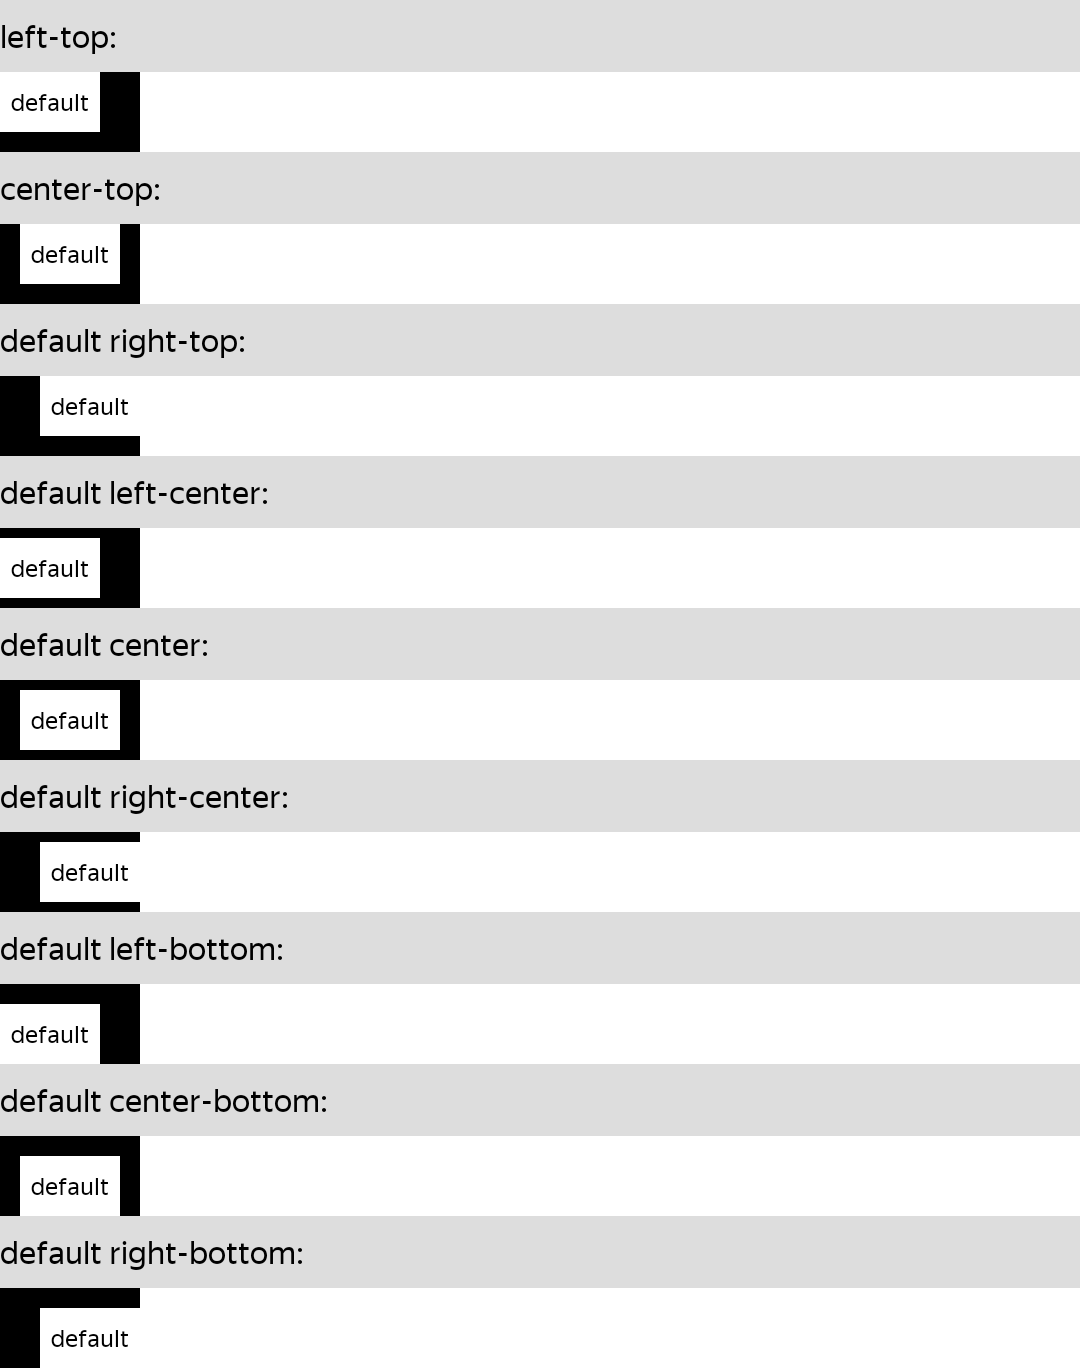 left-top:
default
center-top:
default
default right-top:
default
default left-center:
default
default center:
default
default right-center:
default
default left-bottom:
default
default center-bottom:
default
default right-bottom:
default